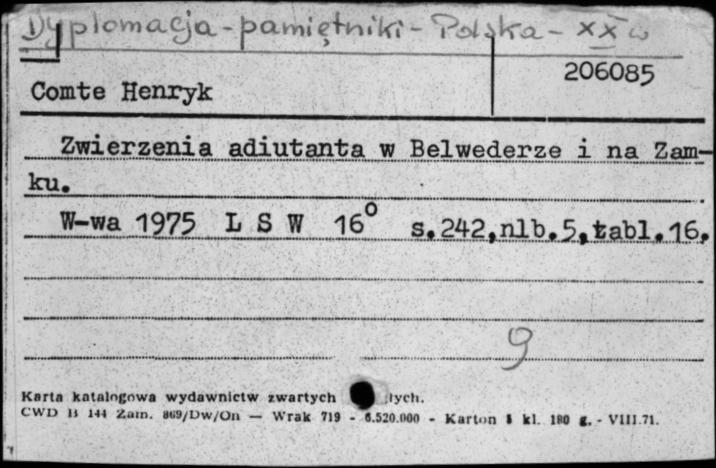 Dyplomacja - pamiętniki - Polska - XX w
206085
Comte Henryk
Zwierzenia adiutanta w Belwederze i na Zam-
ku.
W-wa 1975 L S W 16° s.242,nlb.5,tabl.16.
9
Karta katalogowa wydawnictw zwartych
CWD B 144 Zam. 869/Dw/On — Wrak 719 - 6.520.000 - Karton kl. 180 g. - VIII.71.